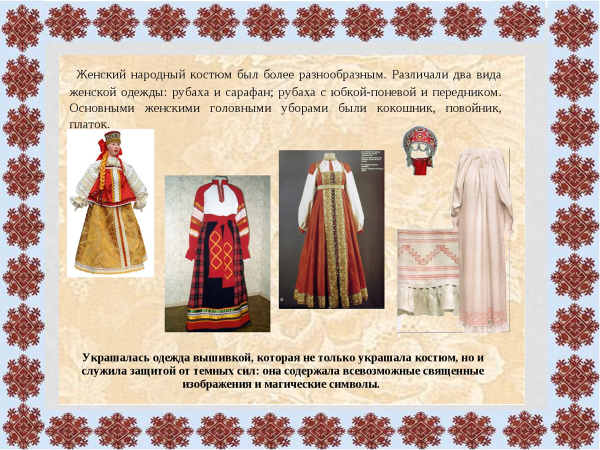 Женский народный костюм был более разнообразным. Различали два вида
женской одежды: рубаха и сарафан; рубаха с юбкой-поневой и передником.
Основными женскими головными уборами были кокошник, повойник,
платок.
Украшалась одежда вышивкой, которая не только украшала костюм, но и
служила защитой от темных сил: она содержала всевозможные священные
изображения и магические символы.